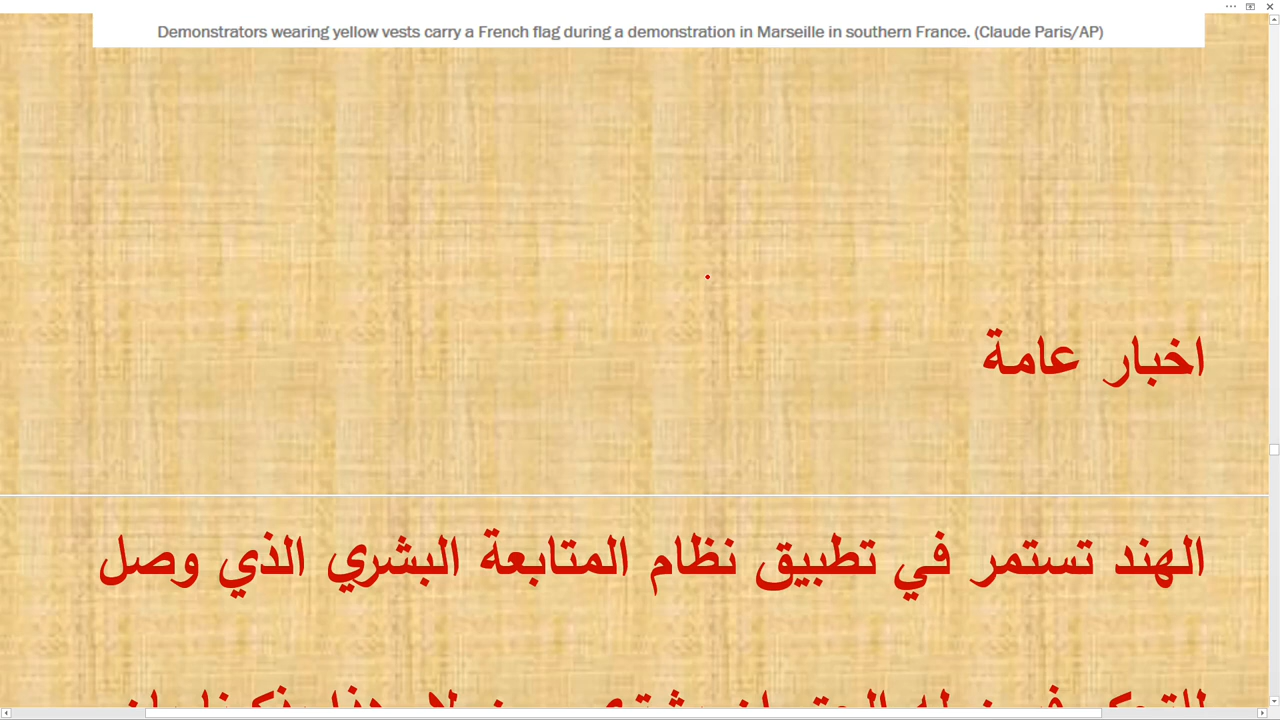 Demonstrators wearing yellow vests carry a French flag during a demonstration in Marseille in southern France. (Claude Paris/AP)
اخبار عامة
الهند تستمر في تطبيق نظام المتابعة البشري الذي وصل